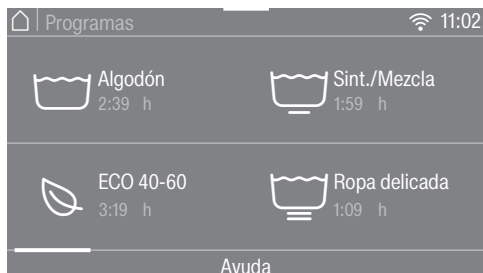 Programas 11:02
Algodón Sint./Mezcla
2:39 h 1:59 h
ECO 40-60 Ropa delicada
3:19 h 1:09 h
Ayuda